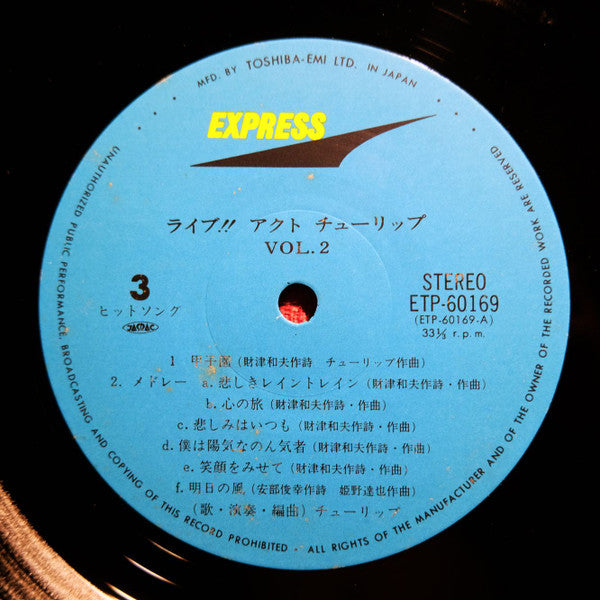 MFD. BY TOSHIBA-EMI LTD. IN JAPAN
EXPRESS
ライブ!! アクト チューリップ
VOL.2
3
ヒットソング
JASRAC
STEREO
ETP-60169
(ETP-60169-A)
33⅓ r.p.m.
1. 甲子園(財津和夫作詩 チューリップ作曲)
2. メドレー a. 悲しきレイントレイン(財津和夫作詩・作曲)
b. 心の旅(財津和夫作詩・作曲)
c. 悲しみはいつも(財津和夫作詩・作曲)
d. 僕は陽気なのん気者(財津和夫作詩・作曲)
e. 笑顔をみせて(財津和夫作詩・作曲)
f. 明日の風(安部俊幸作詩 姫野達也作曲)
(歌・演奏・編曲)チューリップ
UNAUTHORIZED PUBLIC PERFORMANCE, BROADCASTING AND COPYING OF THIS RECORD PROHIBITED - ALL RIGHTS OF THE MANUFACTURER AND OF THE OWNER OF THE RECORDED WORK ARE RESERVED